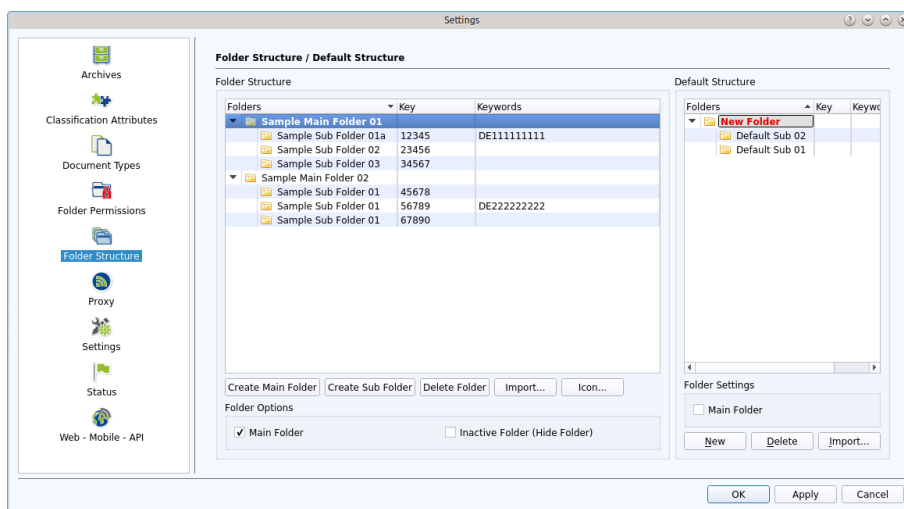 Settings
Archives
Classification Attributes
Document Types
Folder Permissions
Folder Structure
Proxy
Settings
Status
Web - Mobile - API
Folder Structure / Default Structure
Folder Structure
Folders Key Keywords
Sample Main Folder 01
Sample Sub Folder 01a 12345 DE111111111
Sample Sub Folder 02 23456
Sample Sub Folder 03 34567
Sample Main Folder 02
Sample Sub Folder 01 45678
Sample Sub Folder 01 56789 DE222222222
Sample Sub Folder 01 67890
Create Main Folder Create Sub Folder Delete Folder Import... Icon...
Folder Options
Main Folder Inactive Folder (Hide Folder)
Default Structure
Folders Key Keywo
New Folder
Default Sub 02
Default Sub 01
Folder Settings
Main Folder
New Delete Import...
OK Apply Cancel